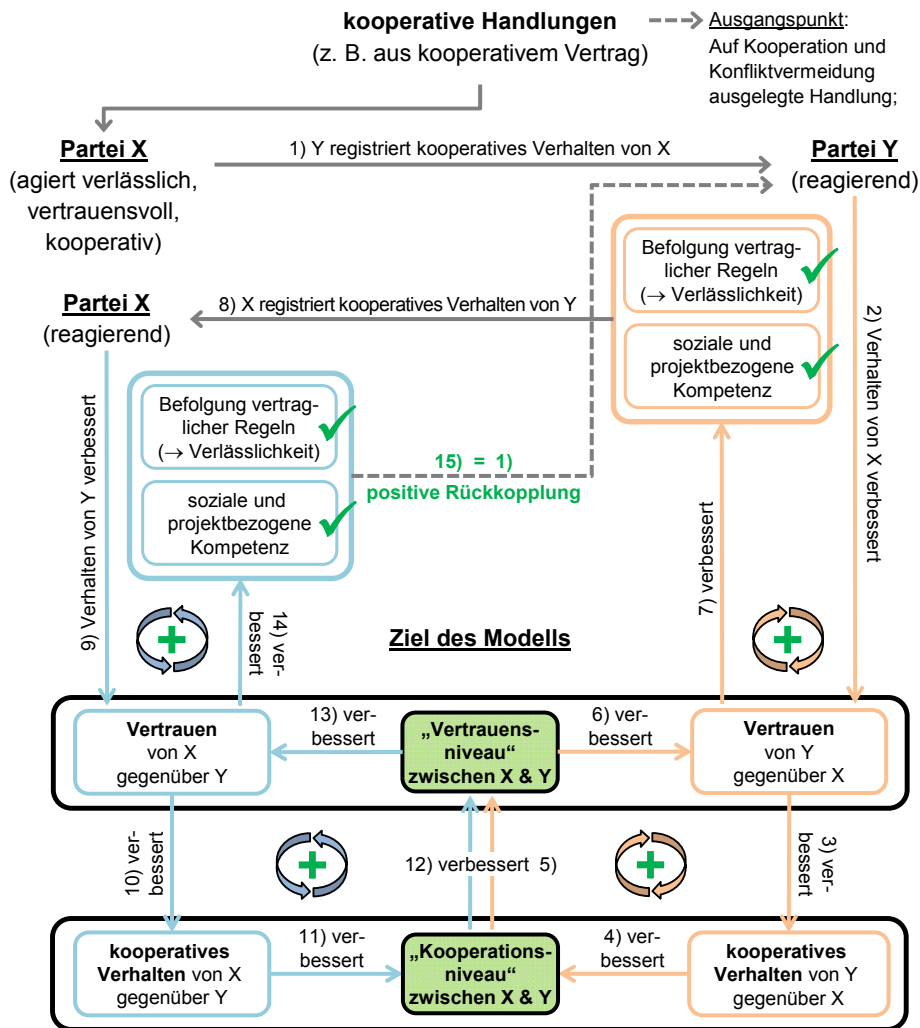 kooperative Handlungen
(z. B. aus kooperativem Vertrag)
Ausgangspunkt:
Auf Kooperation und
Konfliktvermeidung
ausgelegte Handlung;
Partei X
(agiert verlässlich,
vertrauensvoll,
kooperativ)
1) Y registriert kooperatives Verhalten von X
Partei Y
(reagierend)
Befolgung vertrag-
licher Regeln
(→ Verlässlichkeit)
soziale und
projektbezogene
Kompetenz
2) Verhalten von X verbessert
8) X registriert kooperatives Verhalten von Y
Partei X
(reagierend)
9) Verhalten von Y verbessert
Befolgung vertrag-
licher Regeln
(→ Verlässlichkeit)
soziale und
projektbezogene
Kompetenz
15) = 1)
positive Rückkopplung
7) verbessert
14) ver-
bessert
Ziel des Modells
Vertrauen
von X
gegenüber Y
13) ver-
bessert
„Vertrauens-
niveau“
zwischen X & Y
6) ver-
bessert
Vertrauen
von Y
gegenüber X
10) ver-
bessert
12) verbessert 5)
3) ver-
bessert
kooperatives
Verhalten von X
gegenüber Y
11) ver-
bessert
„Kooperations-
niveau“
zwischen X & Y
4) ver-
bessert
kooperatives
Verhalten von Y
gegenüber X